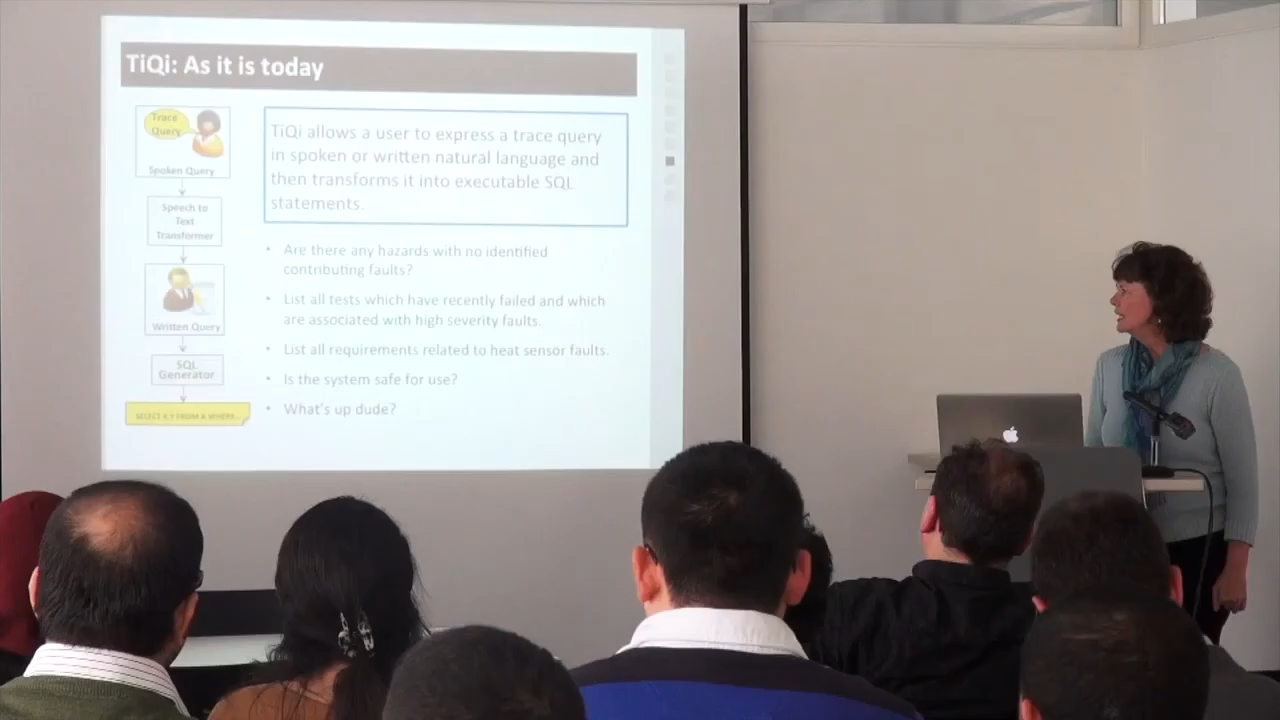 TiQi: As it is today
Trace
Query
Spoken Query
Speech to
Text
Transformer
Written Query
SQL
Generator
SELECT X,Y FROM A WHERE...
TiQi allows a user to express a trace query
in spoken or written natural language and
then transforms it into executable SQL
statements.
• Are there any hazards with no identified
contributing faults?
• List all tests which have recently failed and which
are associated with high severity faults.
• List all requirements related to heat sensor faults.
• Is the system safe for use?
• What's up dude?